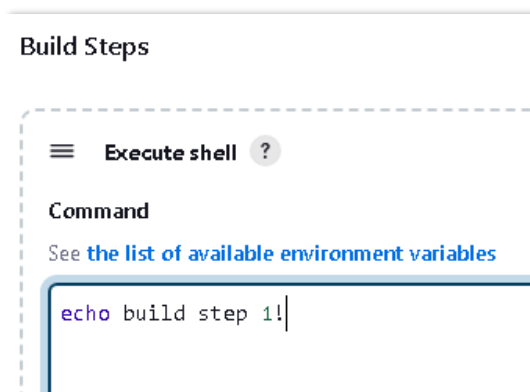 Build Steps
Execute shell ?
Command
See the list of available environment variables
echo build step 1!